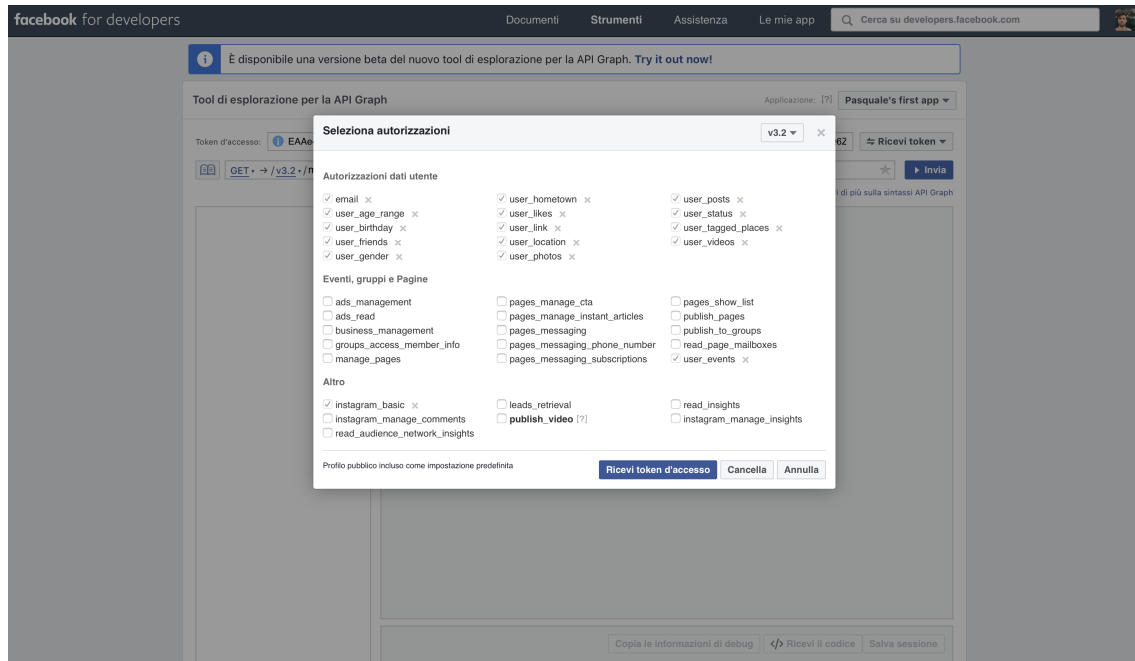 facebook for developers Documenti Strumenti Assistenza Le mie app Cerca su developers.facebook.com
È disponibile una versione beta del nuovo tool di esplorazione per la API Graph. Try it out now!
Tool di esplorazione per la API Graph Applicazione: [?] Pasquale's first app
Seleziona autorizzazioni v3.2
Token d'accesso: Ricevi token
GET → /v3.2 / Invia
di più sulla sintassi API Graph
Autorizzazioni dati utente
email user_hometown user_posts
user_age_range user_likes user_status
user_birthday user_link user_tagged_places
user_friends user_location user_videos
user_gender user_photos
Eventi, gruppi e Pagine
ads_management pages_manage_cta pages_show_list
ads_read pages_manage_instant_articles publish_pages
business_management pages_messaging publish_to_groups
groups_access_member_info pages_messaging_phone_number read_page_mailboxes
manage_pages pages_messaging_subscriptions user_events
Altro
instagram_basic leads_retrieval read_insights
instagram_manage_comments publish_video [?] instagram_manage_insights
read_audience_network_insights
Profilo pubblico incluso come impostazione predefinita Ricevi token d'accesso Cancella Annulla
Copia le informazioni di debug </> Ricevi il codice Salva sessione